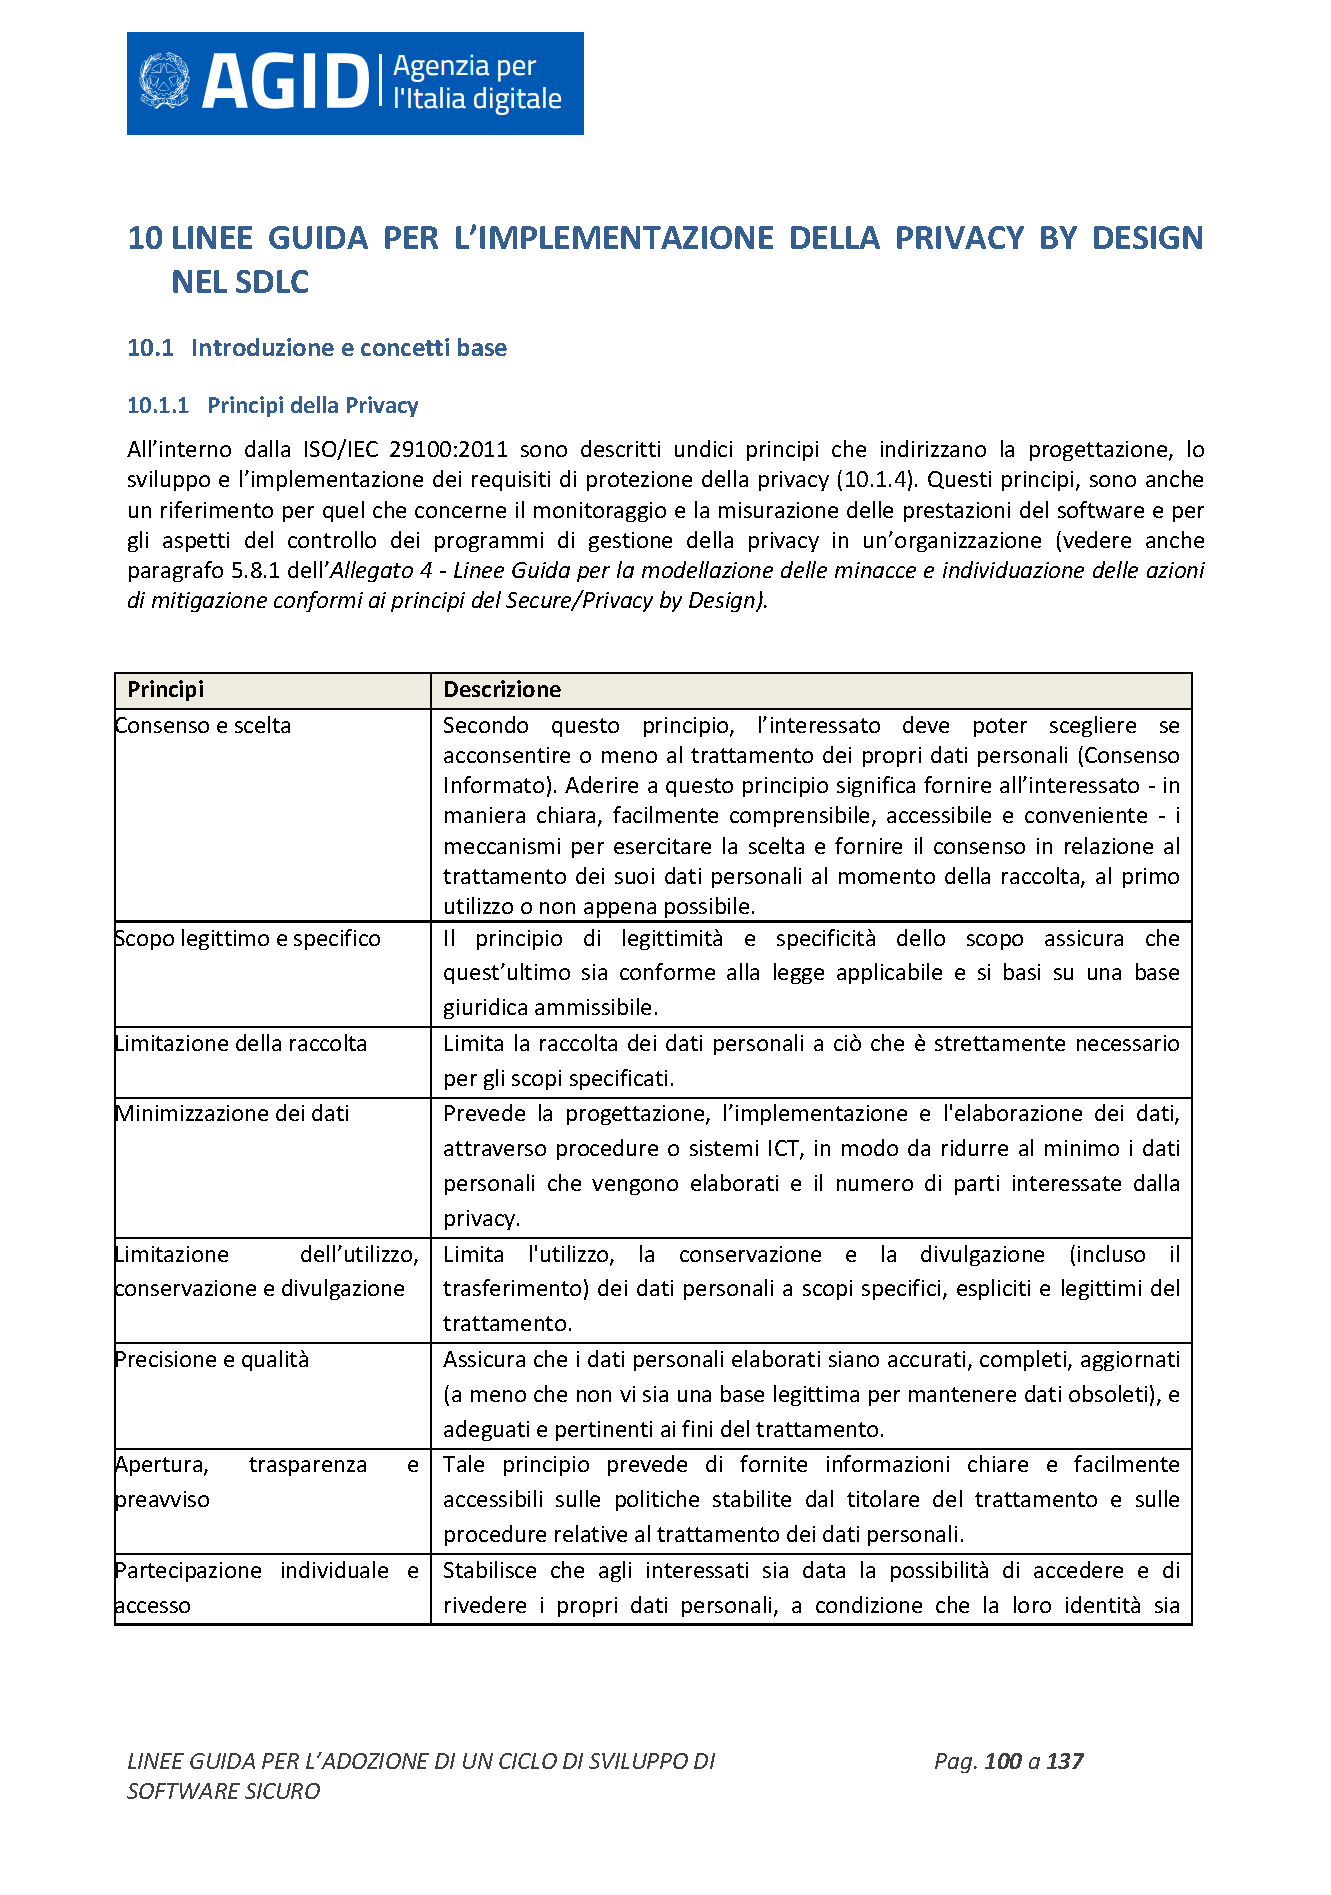 AGID Agenzia per
l'Italia digitale
10 LINEE GUIDA PER L’IMPLEMENTAZIONE DELLA PRIVACY BY DESIGN
NEL SDLC
10.1 Introduzione e concetti base
10.1.1 Principi della Privacy
All’interno dalla ISO/IEC 29100:2011 sono descritti undici principi che indirizzano la progettazione, lo
sviluppo e l’implementazione dei requisiti di protezione della privacy (10.1.4). Questi principi, sono anche
un riferimento per quel che concerne il monitoraggio e la misurazione delle prestazioni del software e per
gli aspetti del controllo dei programmi di gestione della privacy in un’organizzazione (vedere anche
paragrafo 5.8.1 dell’Allegato 4 - Linee Guida per la modellazione delle minacce e individuazione delle azioni
di mitigazione conformi ai principi del Secure/Privacy by Design).
Principi Descrizione
Consenso e scelta Secondo questo principio, l’interessato deve poter scegliere se
acconsentire o meno al trattamento dei propri dati personali (Consenso
Informato). Aderire a questo principio significa fornire all’interessato - in
maniera chiara, facilmente comprensibile, accessibile e conveniente - i
meccanismi per esercitare la scelta e fornire il consenso in relazione al
trattamento dei suoi dati personali al momento della raccolta, al primo
utilizzo o non appena possibile.
Scopo legittimo e specifico Il principio di legittimità e specificità dello scopo assicura che
quest’ultimo sia conforme alla legge applicabile e si basi su una base
giuridica ammissibile.
Limitazione della raccolta Limita la raccolta dei dati personali a ciò che è strettamente necessario
per gli scopi specificati.
Minimizzazione dei dati Prevede la progettazione, l’implementazione e l'elaborazione dei dati,
attraverso procedure o sistemi ICT, in modo da ridurre al minimo i dati
personali che vengono elaborati e il numero di parti interessate dalla
privacy.
Limitazione dell’utilizzo, Limita l'utilizzo, la conservazione e la divulgazione (incluso il
conservazione e divulgazione trasferimento) dei dati personali a scopi specifici, espliciti e legittimi del
trattamento.
Precisione e qualità Assicura che i dati personali elaborati siano accurati, completi, aggiornati
(a meno che non vi sia una base legittima per mantenere dati obsoleti), e
adeguati e pertinenti ai fini del trattamento.
Apertura, trasparenza e Tale principio prevede di fornite informazioni chiare e facilmente
preavviso accessibili sulle politiche stabilite dal titolare del trattamento e sulle
procedure relative al trattamento dei dati personali.
Partecipazione individuale e Stabilisce che agli interessati sia data la possibilità di accedere e di
accesso rivedere i propri dati personali, a condizione che la loro identità sia
LINEE GUIDA PER L’ADOZIONE DI UN CICLO DI SVILUPPO DI Pag. 100 a 137
SOFTWARE SICURO